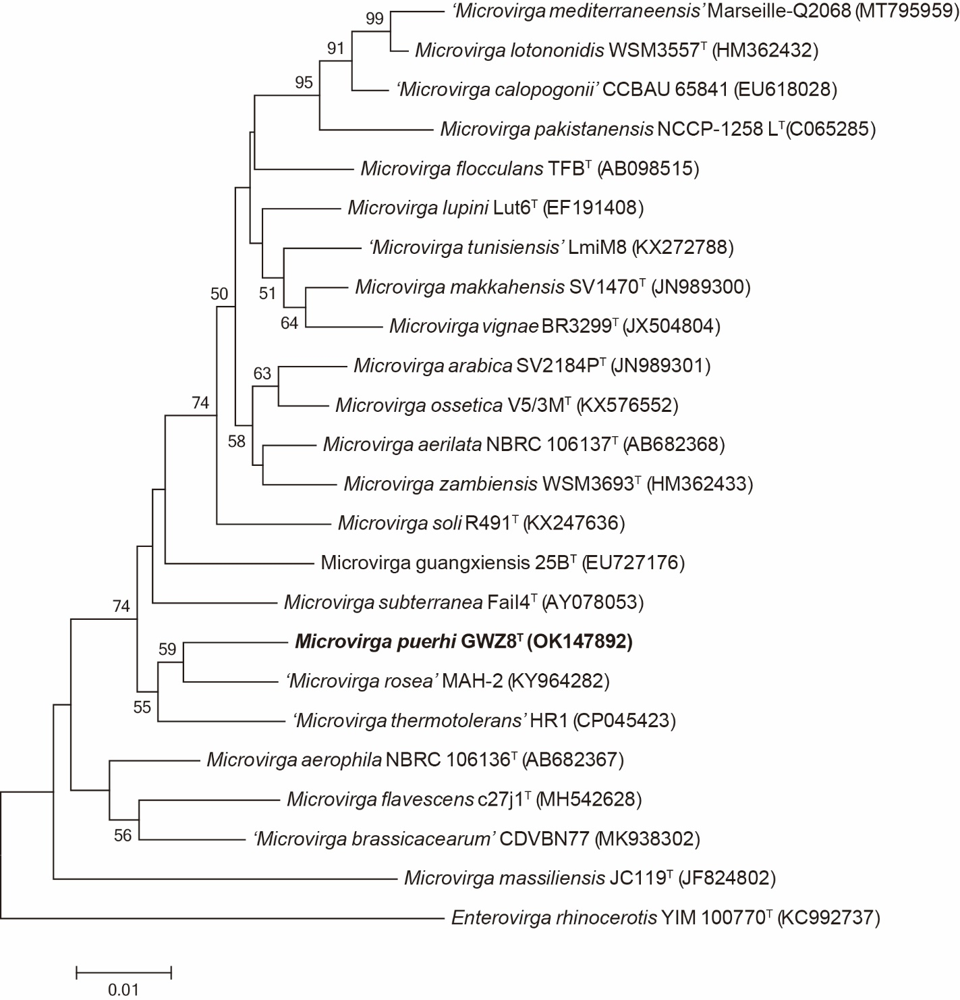 ‘Microvirga mediterraneensis’ Marseille-Q2068 (MT795959)
99
Microvirga lotononidis WSM3557ᵀ (HM362432)
91
‘Microvirga calopogonii’ CCBAU 65841 (EU618028)
95
Microvirga pakistanensis NCCP-1258 Lᵀ(C065285)
Microvirga flocculans TFBᵀ (AB098515)
Microvirga lupini Lut6ᵀ (EF191408)
‘Microvirga tunisiensis’ LmiM8 (KX272788)
Microvirga makkahensis SV1470ᵀ (JN989300)
50
51
64
Microvirga vignae BR3299ᵀ (JX504804)
Microvirga arabica SV2184Pᵀ (JN989301)
63
Microvirga ossetica V5/3Mᵀ (KX576552)
74
58
Microvirga aerilata NBRC 106137ᵀ (AB682368)
Microvirga zambiensis WSM3693ᵀ (HM362433)
Microvirga soli R491ᵀ (KX247636)
Microvirga guangxiensis 25Bᵀ (EU727176)
Microvirga subterranea Fail4ᵀ (AY078053)
74
Microvirga puerhi GWZ8ᵀ (OK147892)
59
‘Microvirga rosea’ MAH-2 (KY964282)
55
‘Microvirga thermotolerans’ HR1 (CP045423)
Microvirga aerophila NBRC 106136ᵀ (AB682367)
Microvirga flavescens c27j1ᵀ (MH542628)
56
‘Microvirga brassicacearum’ CDVBN77 (MK938302)
Microvirga massiliensis JC119ᵀ (JF824802)
Enterovirga rhinocerotis YIM 100770ᵀ (KC992737)
0.01